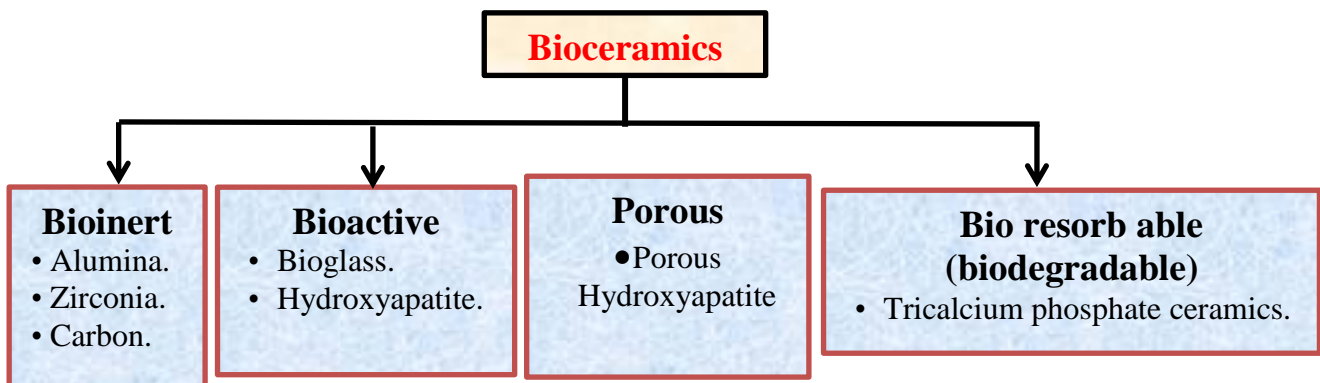 Bioceramics
Bioinert
• Alumina.
• Zirconia.
• Carbon.
Bioactive
• Bioglass.
• Hydroxyapatite.
Porous
●Porous
Hydroxyapatite
Bio resorb able
(biodegradable)
• Tricalcium phosphate ceramics.